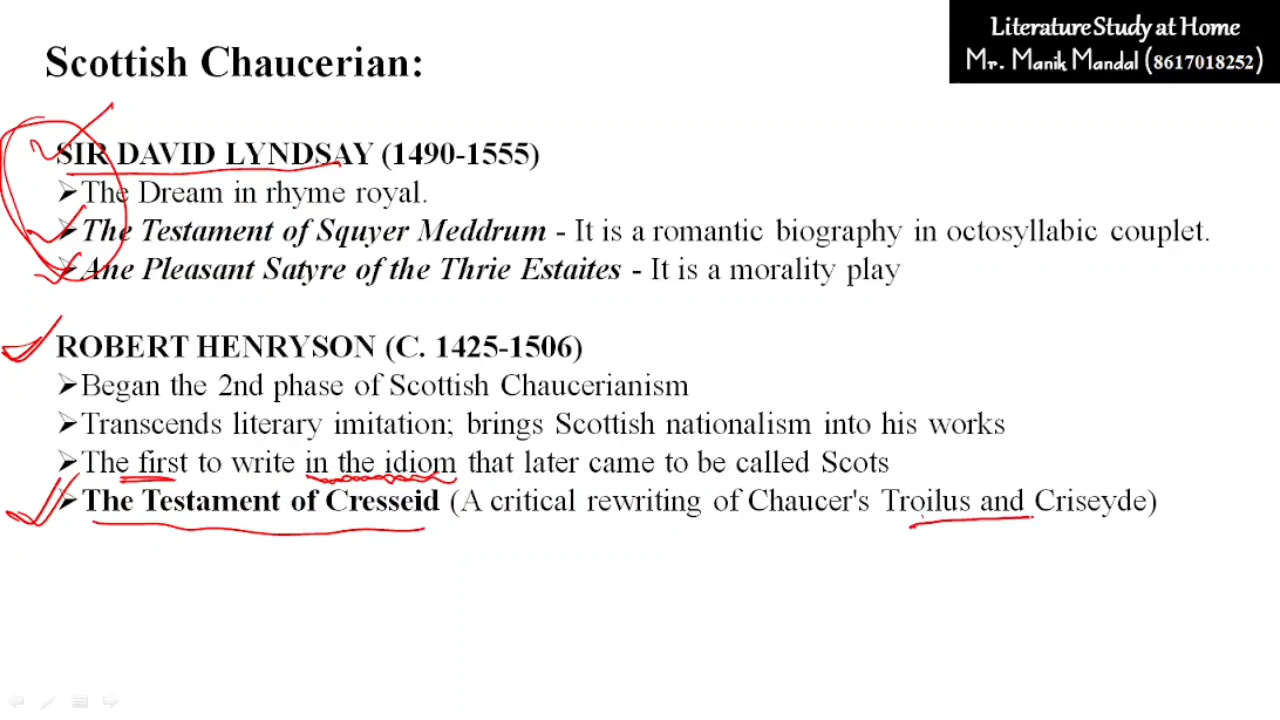 Literature Study at Home
Mr. Manik Mandal (8617018252)
Scottish Chaucerian:
SIR DAVID LYNDSAY (1490-1555)
➢The Dream in rhyme royal.
➢The Testament of Squyer Meddrum - It is a romantic biography in octosyllabic couplet.
➢Ane Pleasant Satyre of the Thrie Estaites - It is a morality play
ROBERT HENRYSON (C. 1425-1506)
➢Began the 2nd phase of Scottish Chaucerianism
➢Transcends literary imitation; brings Scottish nationalism into his works
➢The first to write in the idiom that later came to be called Scots
➢The Testament of Cresseid (A critical rewriting of Chaucer's Troilus and Criseyde)